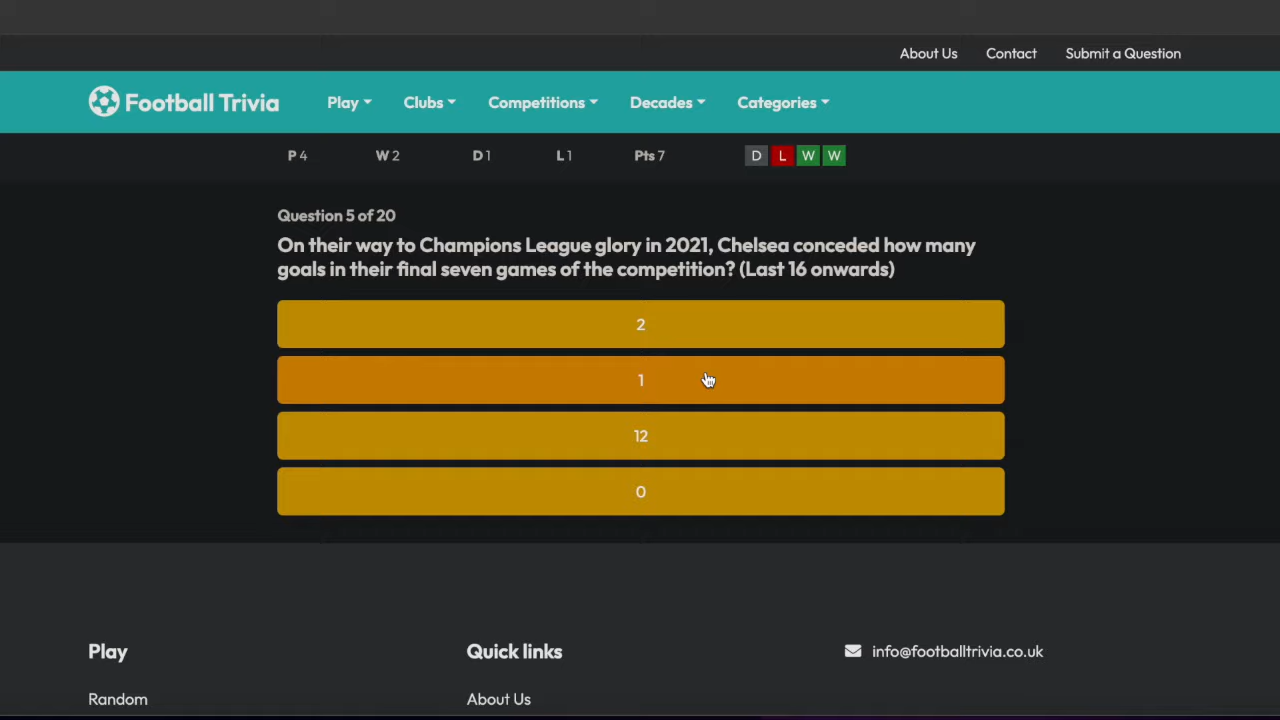 About Us Contact Submit a Question
Football Trivia Play Clubs Competitions Decades Categories
P 4 W 2 D 1 L 1 Pts 7 D L W W
Question 5 of 20
On their way to Champions League glory in 2021, Chelsea conceded how many
goals in their final seven games of the competition? (Last 16 onwards)
2
1
12
0
Play Quick links info@footballtrivia.co.uk
Random About Us